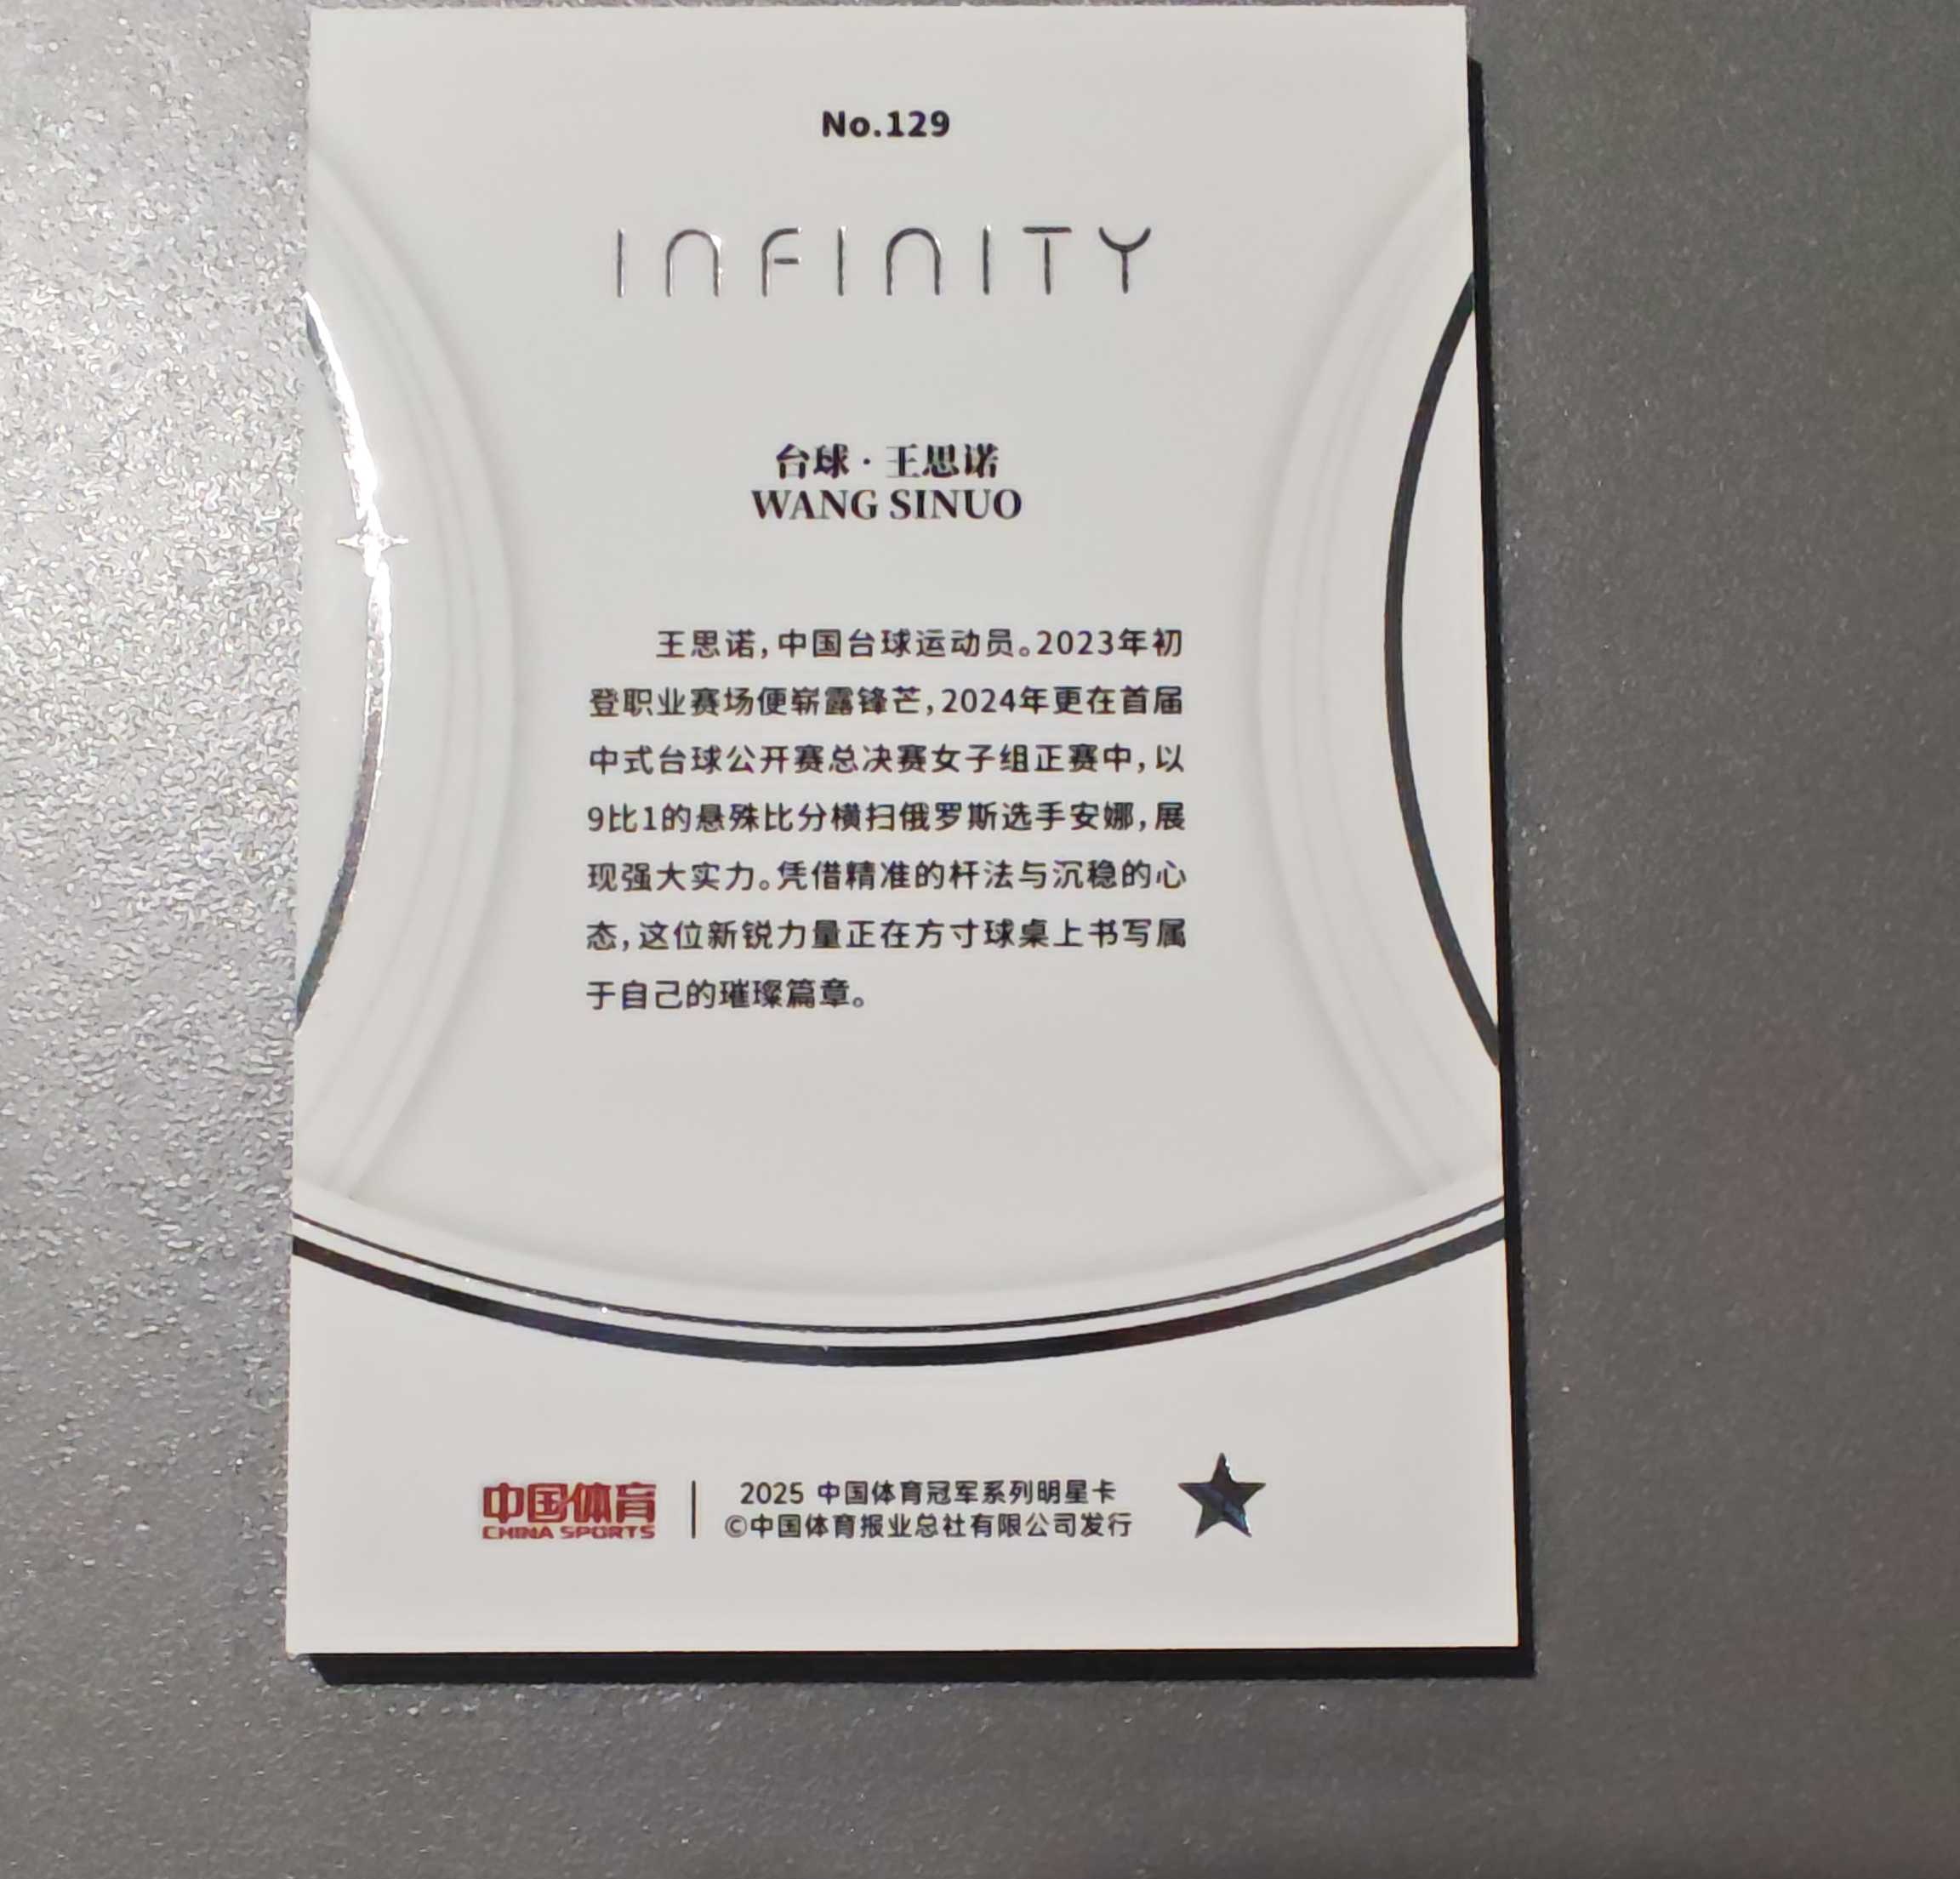 No.129
INFINITY
台球·王思诺
WANG SINUO
王思诺,中国台球运动员。2023年初
登职业赛场便崭露锋芒,2024年更在首届
中式台球公开赛总决赛女子组正赛中,以
9比1的悬殊比分横扫俄罗斯选手安娜,展
现强大实力。凭借精准的杆法与沉稳的心
态,这位新锐力量正在方寸球桌上书写属
于自己的璀璨篇章。
中国体育
CHINA SPORTS
2025 中国体育冠军系列明星卡
©中国体育报业总社有限公司发行